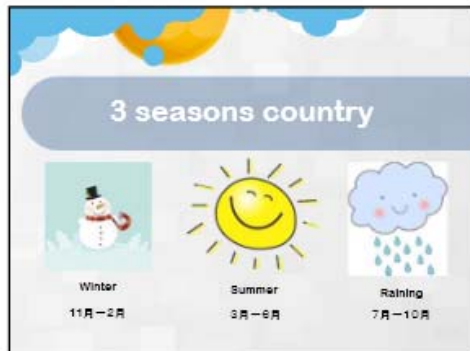 3 seasons country
Winter
11月－2月
Summer
3月－6月
Raining
7月－10月